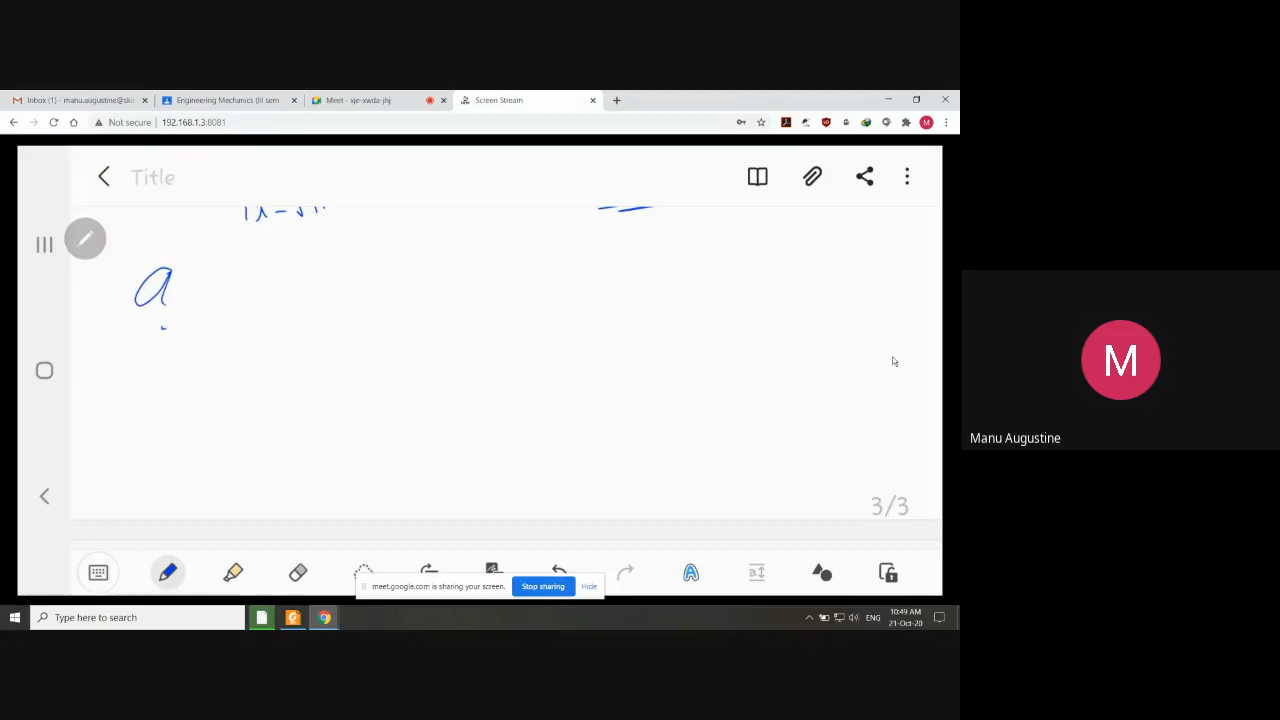 Inbox (1) - manu.augustine@ski
Engineering Mechanics (III sem
Meet - xje-xwda-jhj
Screen Stream
Not secure
192.168.1.3:8081
Title
a
3/3
meet.google.com is sharing your screen.
Stop sharing
Hide
Type here to search
ENG
10:49 AM
21-Oct-20
M
Manu Augustine